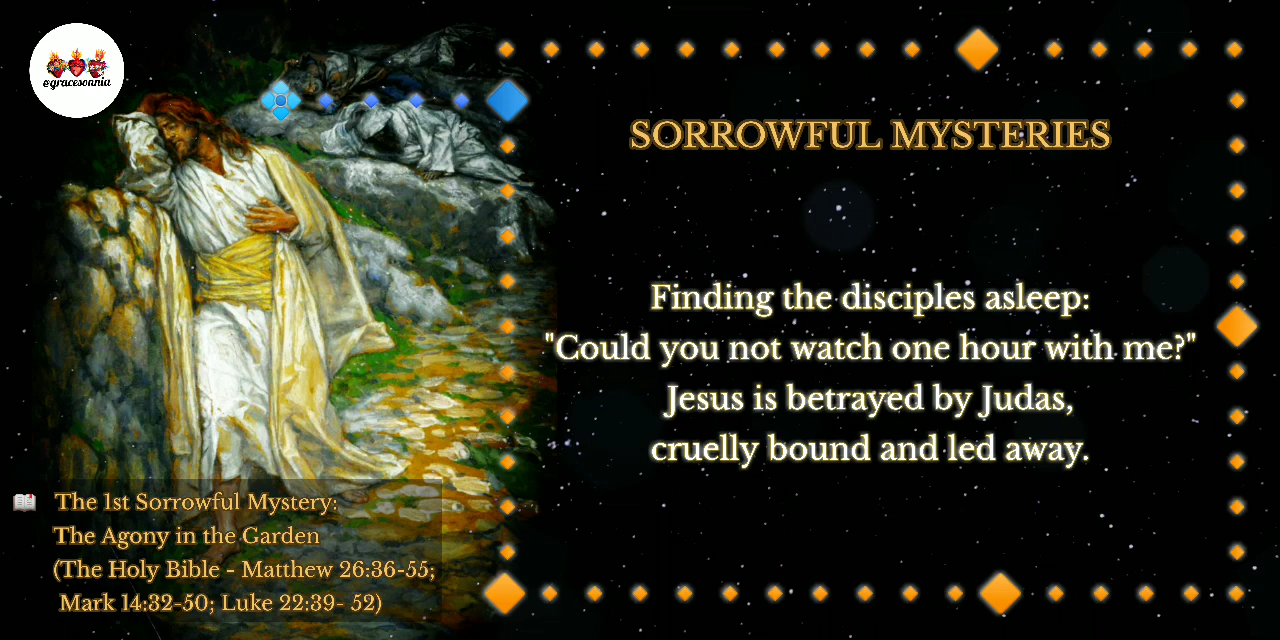 @gracesonnia
SORROWFUL MYSTERIES
Finding the disciples asleep:
"Could you not watch one hour with me?"
Jesus is betrayed by Judas,
cruelly bound and led away.
The 1st Sorrowful Mystery:
The Agony in the Garden
(The Holy Bible - Matthew 26:36-55;
Mark 14:32-50; Luke 22:39- 52)